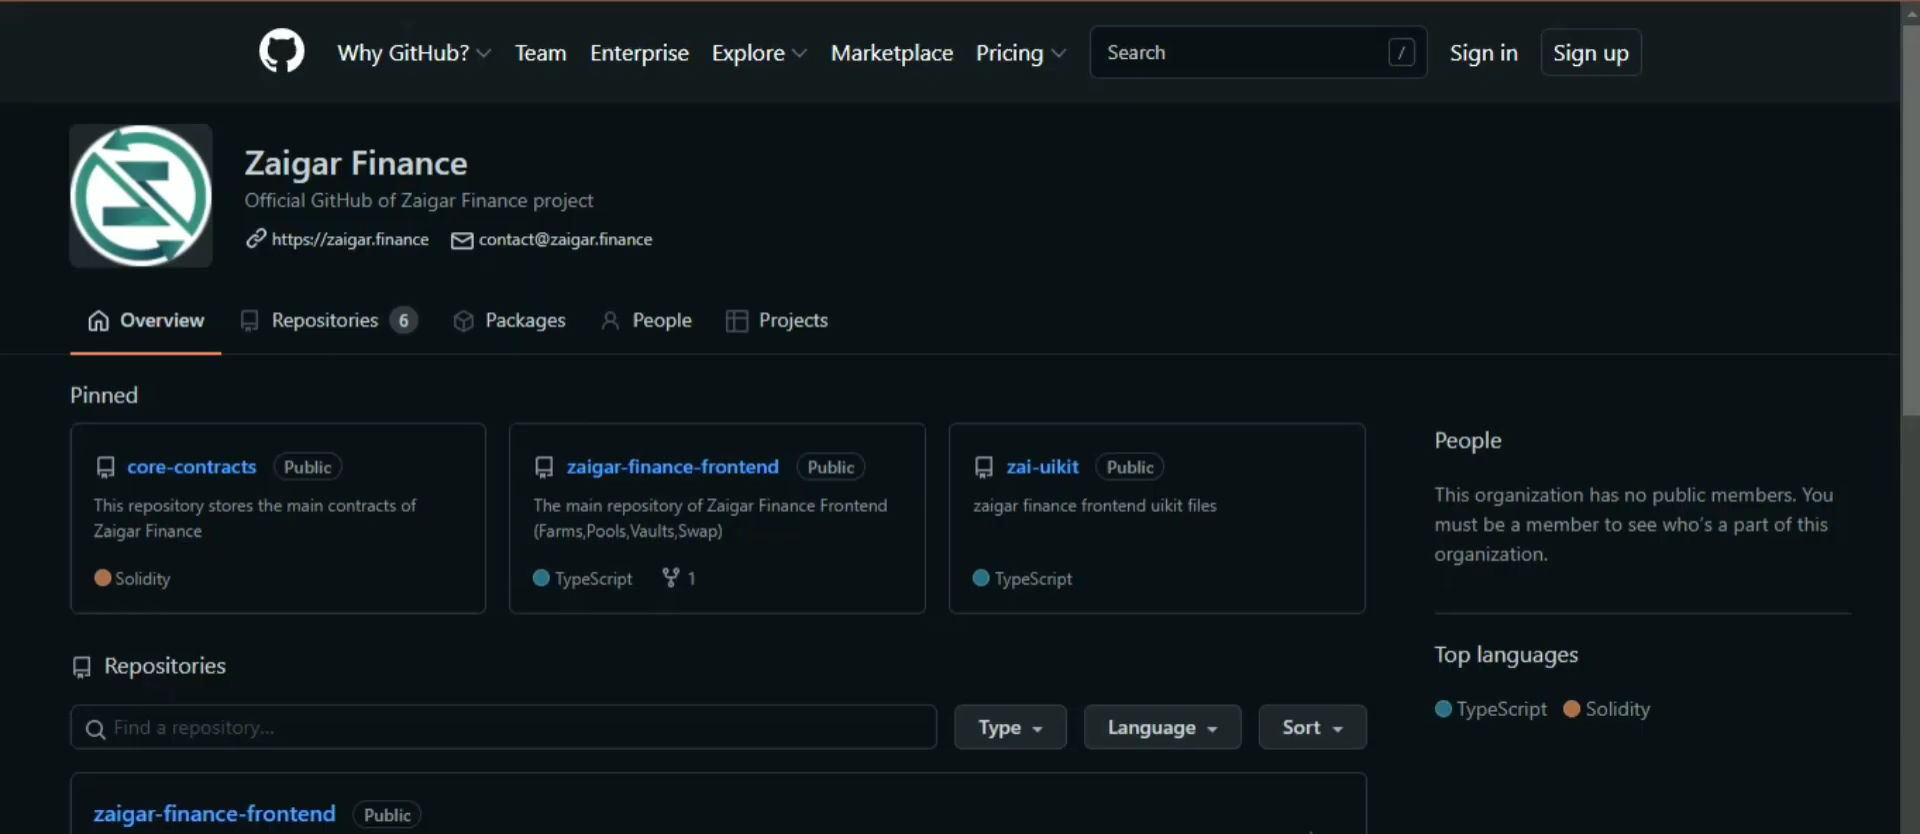 Why GitHub? Team Enterprise Explore Marketplace Pricing Search / Sign in Sign up
Zaigar Finance
Official GitHub of Zaigar Finance project
https://zaigar.finance contact@zaigar.finance
Overview Repositories 6 Packages People Projects
Pinned
core-contracts Public
This repository stores the main contracts of
Zaigar Finance
Solidity
zaigar-finance-frontend Public
The main repository of Zaigar Finance Frontend
(Farms,Pools,Vaults,Swap)
TypeScript 1
zai-uikit Public
zaigar finance frontend uikit files
TypeScript
People
This organization has no public members. You
must be a member to see who's a part of this
organization.
Top languages
TypeScript Solidity
Repositories
Find a repository...
Type Language Sort
zaigar-finance-frontend Public